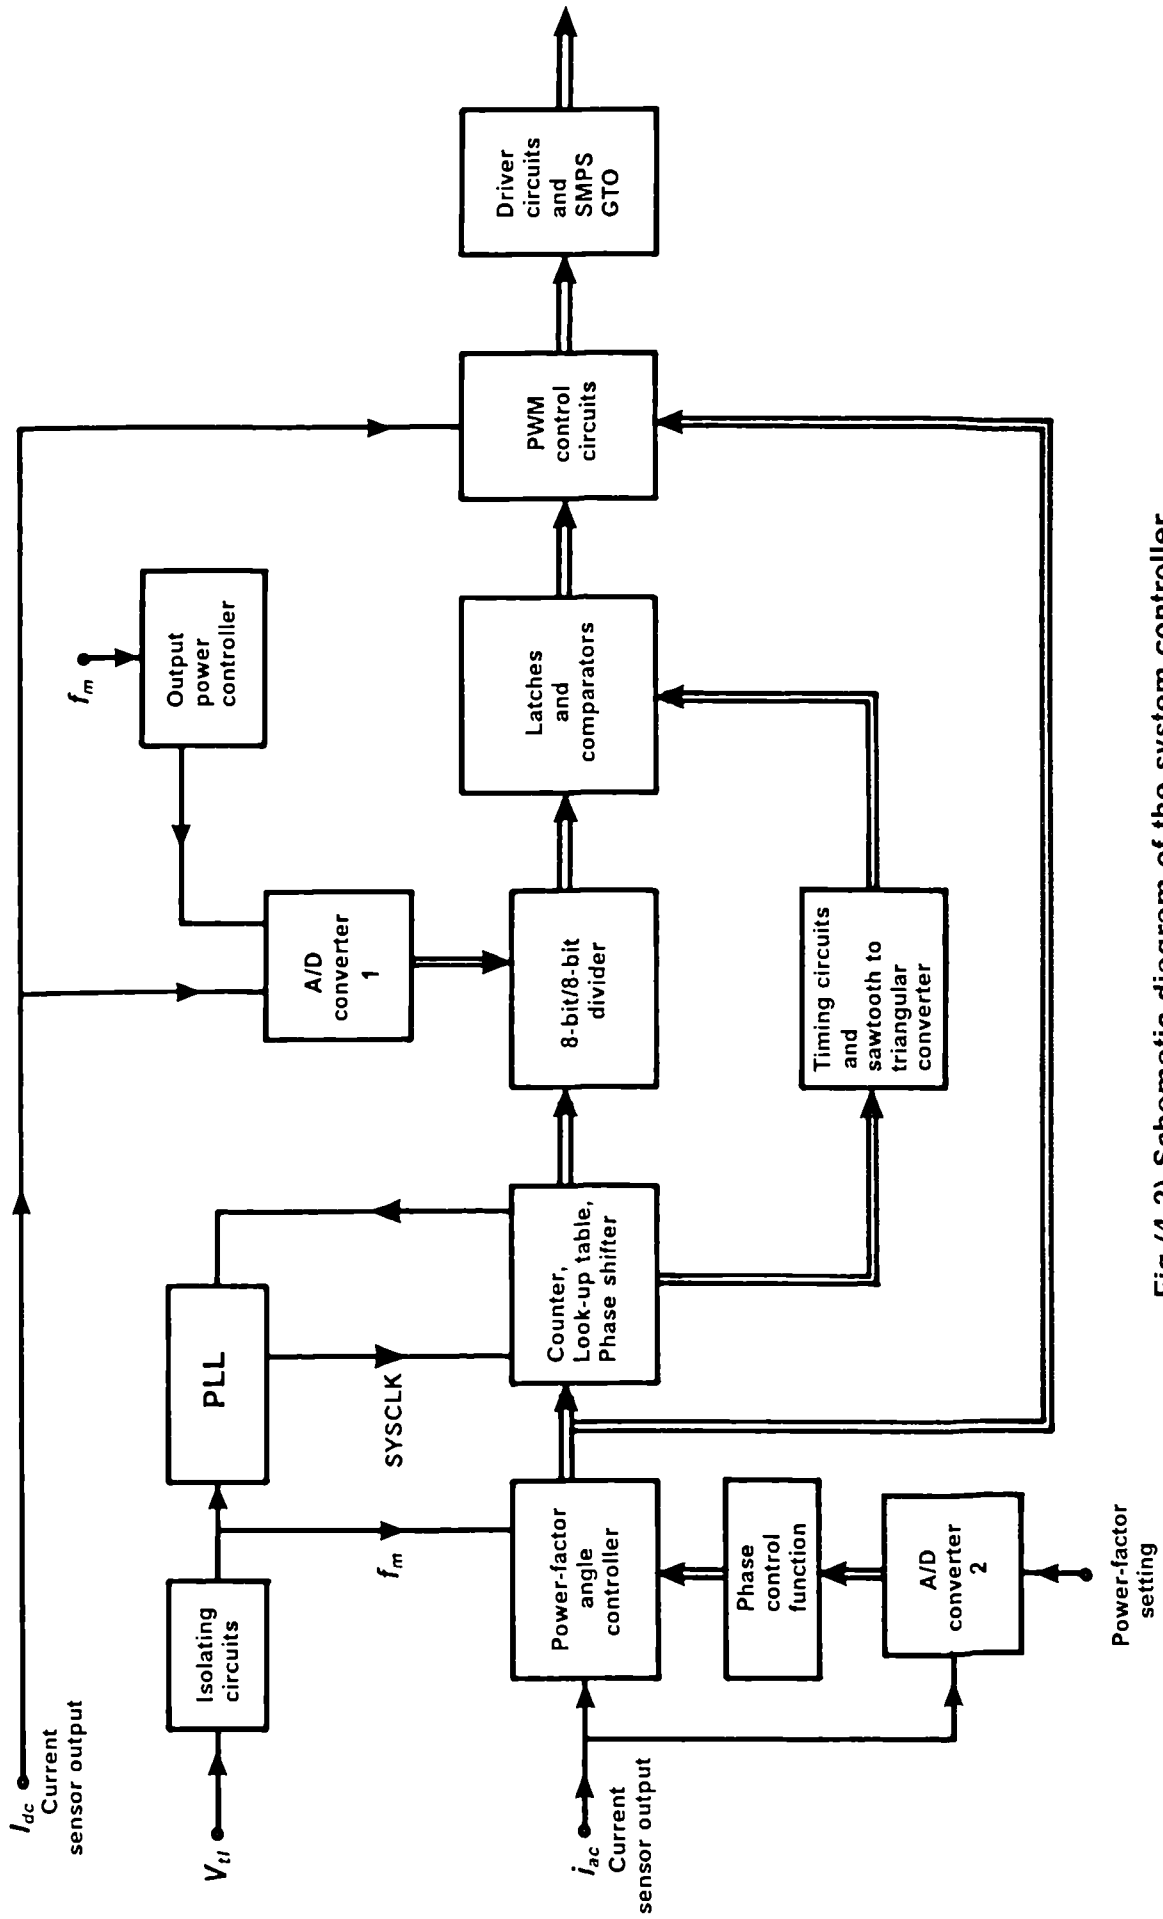 I_dc
Current
sensor output
V_tl
Isolating
circuits
PLL
f_m
SYSCLK
i_ac
Current
sensor output
Power-factor
angle
controller
Phase
control
function
A/D
converter
2
Power-factor
setting
Counter,
Look-up table,
Phase shifter
A/D
converter
1
f_m
Output
power
controller
8-bit/8-bit
divider
Timing circuits
and
sawtooth to
triangular
converter
Latches
and
comparators
PWM
control
circuits
Driver
circuits
and
SMPS
GTO
Fig.(4.3) Schematic diagram of the system controller